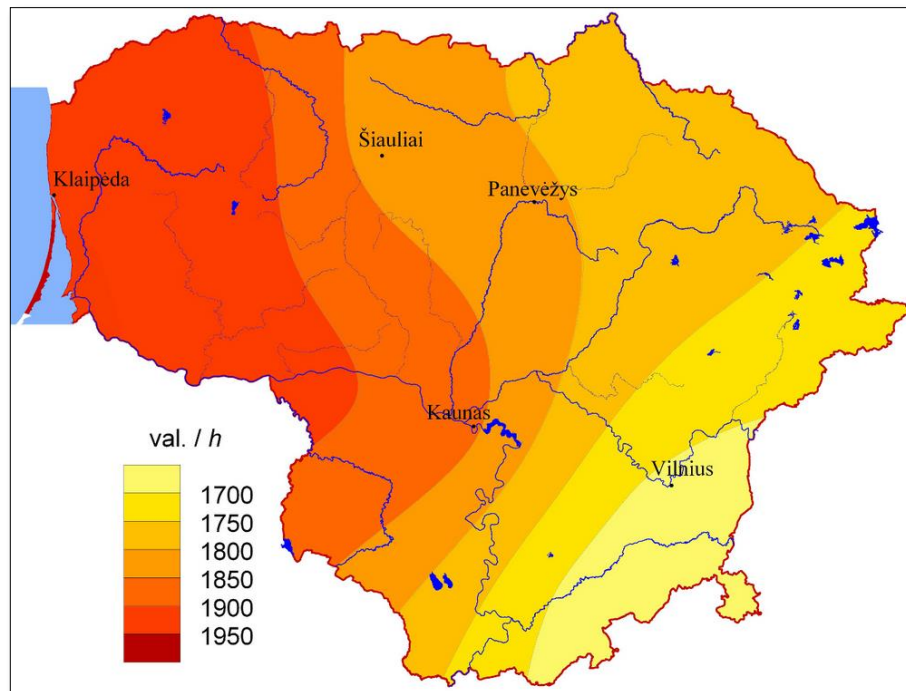 Šiauliai
Klaipėda
Panevėžys
Kaunas
Vilnius
val. / h
1700
1750
1800
1850
1900
1950